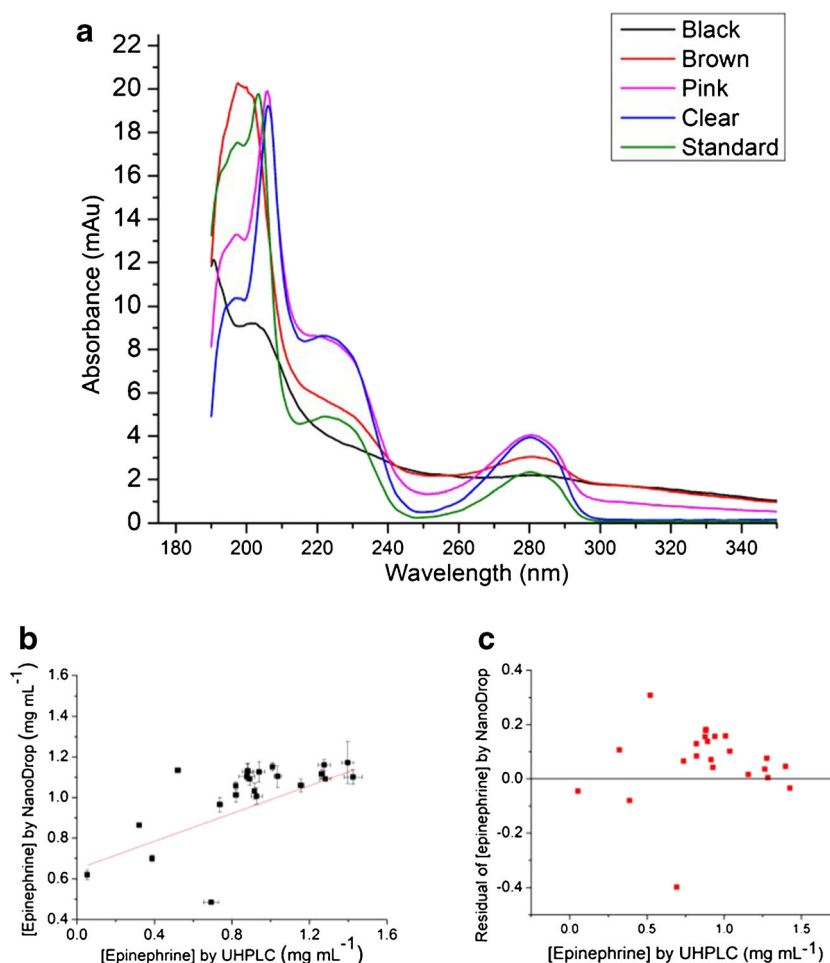 a
Black
Brown
Pink
Clear
Standard
22
20
18
16
14
12
10
8
6
4
2
0
Absorbance (mAu)
180 200 220 240 260 280 300 320 340
Wavelength (nm)
b
1.6
1.4
1.2
1.0
0.8
0.6
0.4
[Epinephrine] by NanoDrop (mg mL⁻¹)
0.0 0.4 0.8 1.2 1.6
[Epinephrine] by UHPLC (mg mL⁻¹)
c
0.4
0.2
0.0
-0.2
-0.4
Residual of [epinephrine] by NanoDrop
0.0 0.5 1.0 1.5
[Epinephrine] by UHPLC (mg mL⁻¹)